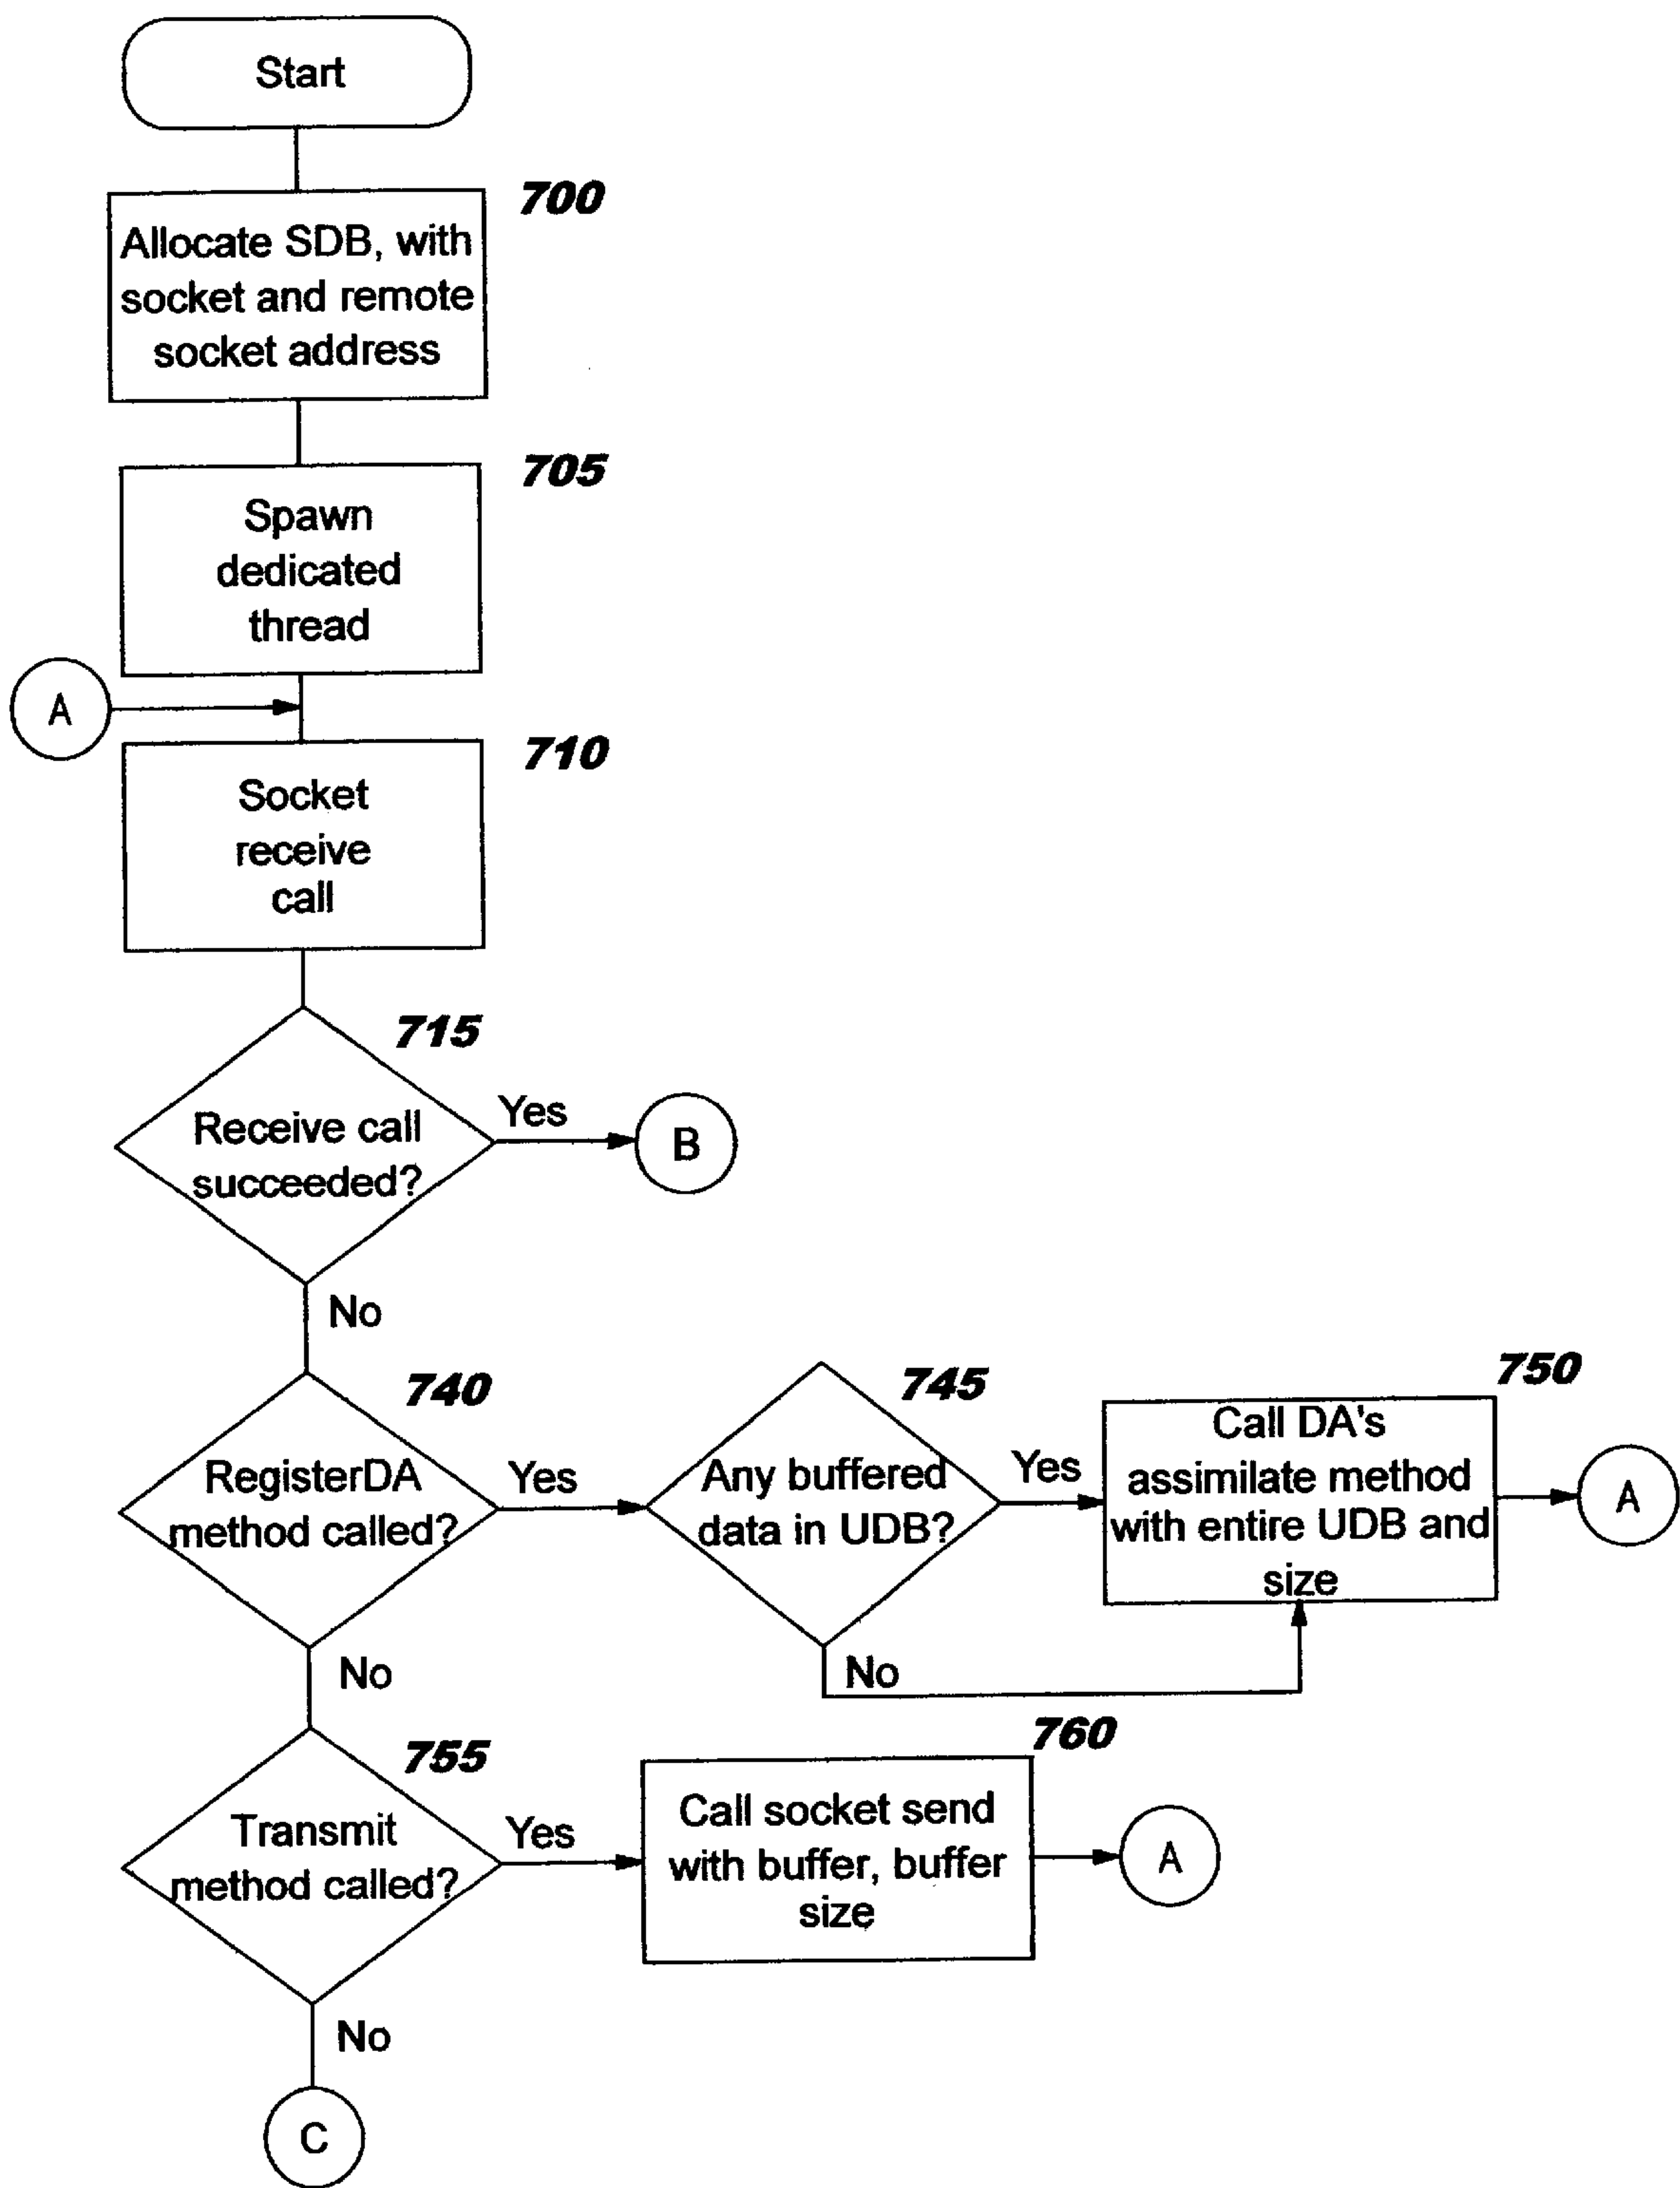 Start
700
Allocate SDB, with
socket and remote
socket address
705
Spawn
dedicated
thread
A
710
Socket
receive
call
715
Receive call
succeeded?
Yes
B
No
740
RegisterDA
method called?
Yes
745
Any buffered
data in UDB?
Yes
750
Call DA's
assimilate method
with entire UDB and
size
A
No
No
755
Transmit
method called?
Yes
760
Call socket send
with buffer, buffer
size
A
No
C